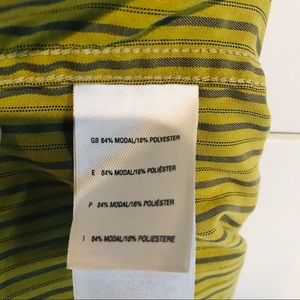 GB 84% MODAL/16% POLYESTER
E 84% MODAL/16% POLIÉSTER
P 84% MODAL/16% POLIÉSTER
I 84% MODAL/16% POLIESTERE